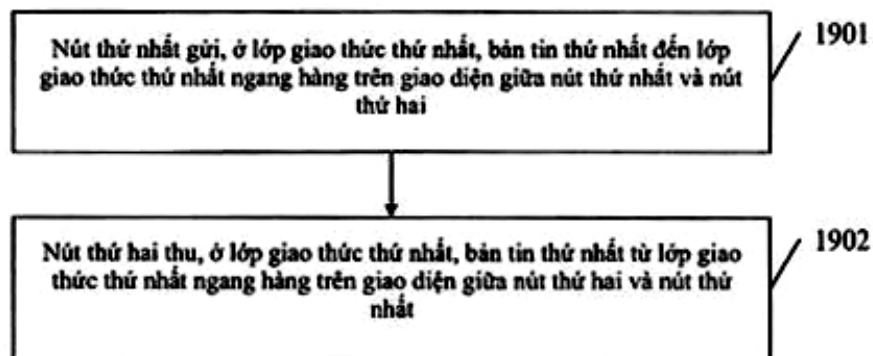 Nút thứ nhất gửi, ở lớp giao thức thứ nhất, bản tin thứ nhất đến lớp
giao thức thứ nhất ngang hàng trên giao diện giữa nút thứ nhất và nút
thứ hai
1901
Nút thứ hai thu, ở lớp giao thức thứ nhất, bản tin thứ nhất từ lớp giao
thức thứ nhất ngang hàng trên giao diện giữa nút thứ hai và nút thứ
nhất
1902